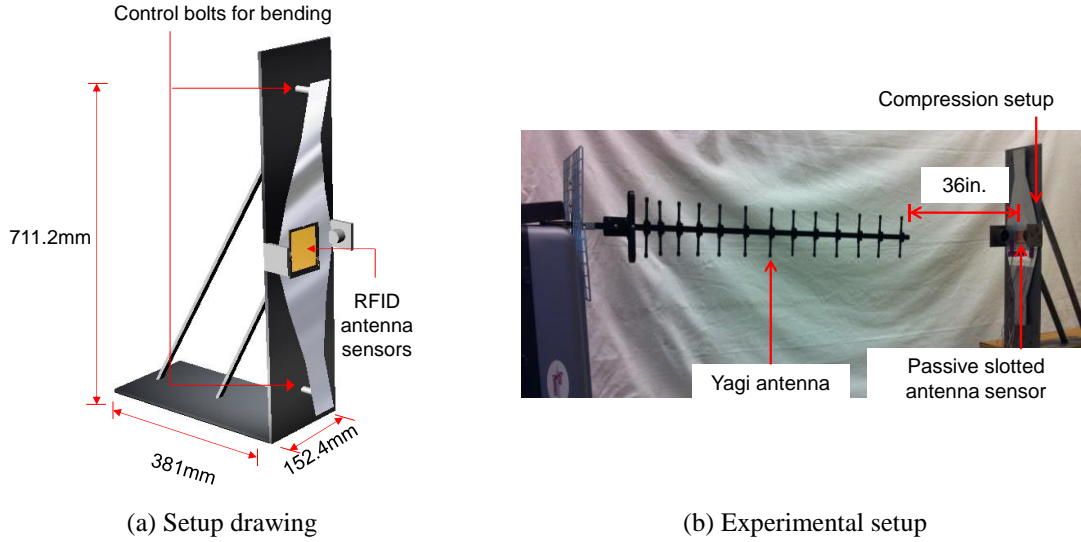 Control bolts for bending
711.2mm
RFID
antenna
sensors
381mm
152.4mm
(a) Setup drawing
Compression setup
36in.
Yagi antenna
Passive slotted
antenna sensor
(b) Experimental setup